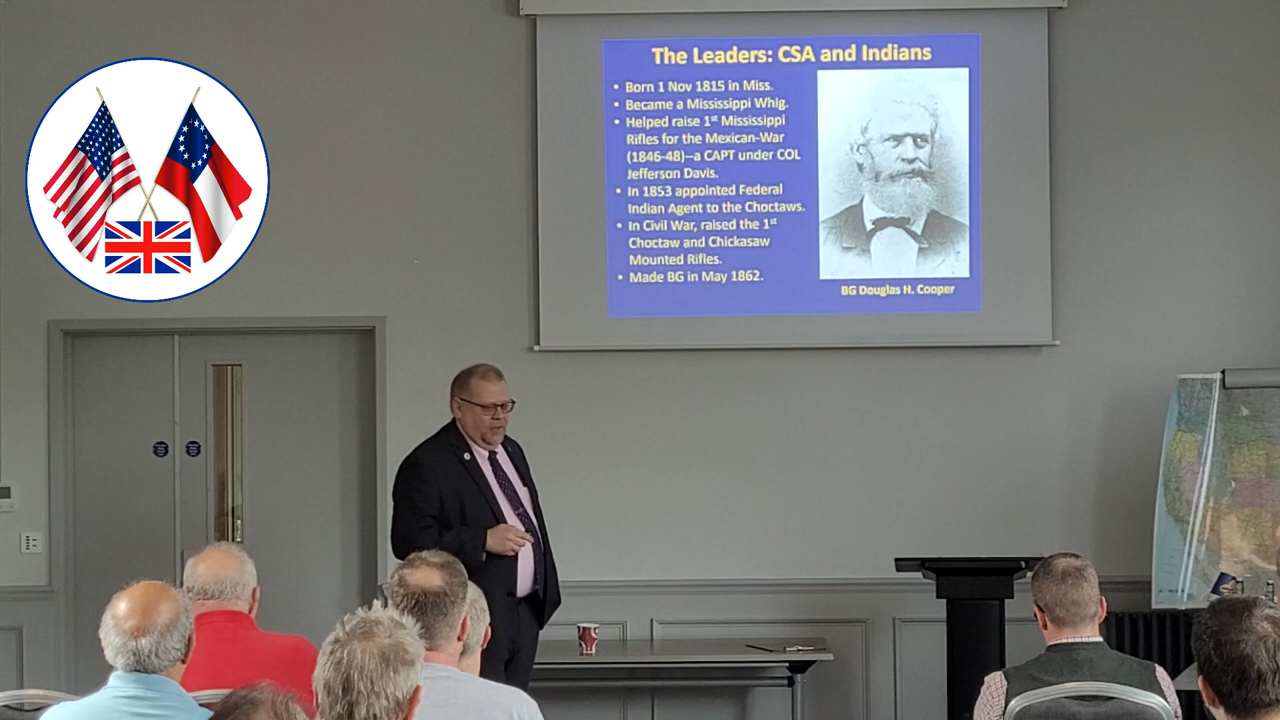 The Leaders: CSA and Indians
• Born 1 Nov 1815 in Miss.
• Became a Mississippi Whig.
• Helped raise 1st Mississippi
Rifles for the Mexican-War
(1846-48)–a CAPT under COL
Jefferson Davis.
• In 1853 appointed Federal
Indian Agent to the Choctaws.
• In Civil War, raised the 1st
Choctaw and Chickasaw
Mounted Rifles.
• Made BG in May 1862.
BG Douglas H. Cooper